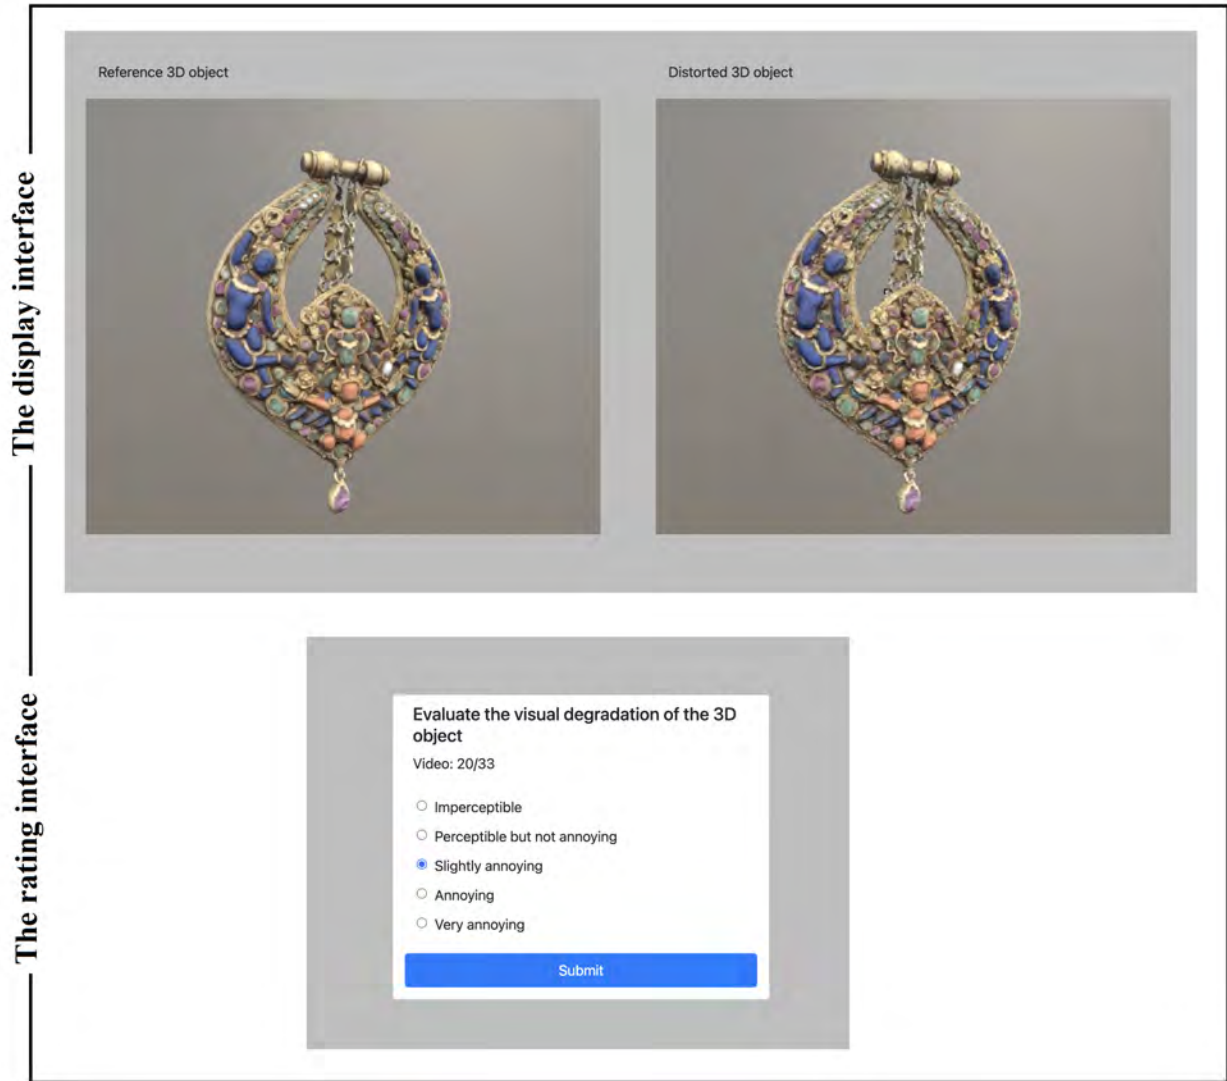 The display interface
Reference 3D object
Distorted 3D object
The rating interface
Evaluate the visual degradation of the 3D
object
Video: 20/33
Imperceptible
Perceptible but not annoying
Slightly annoying
Annoying
Very annoying
Submit